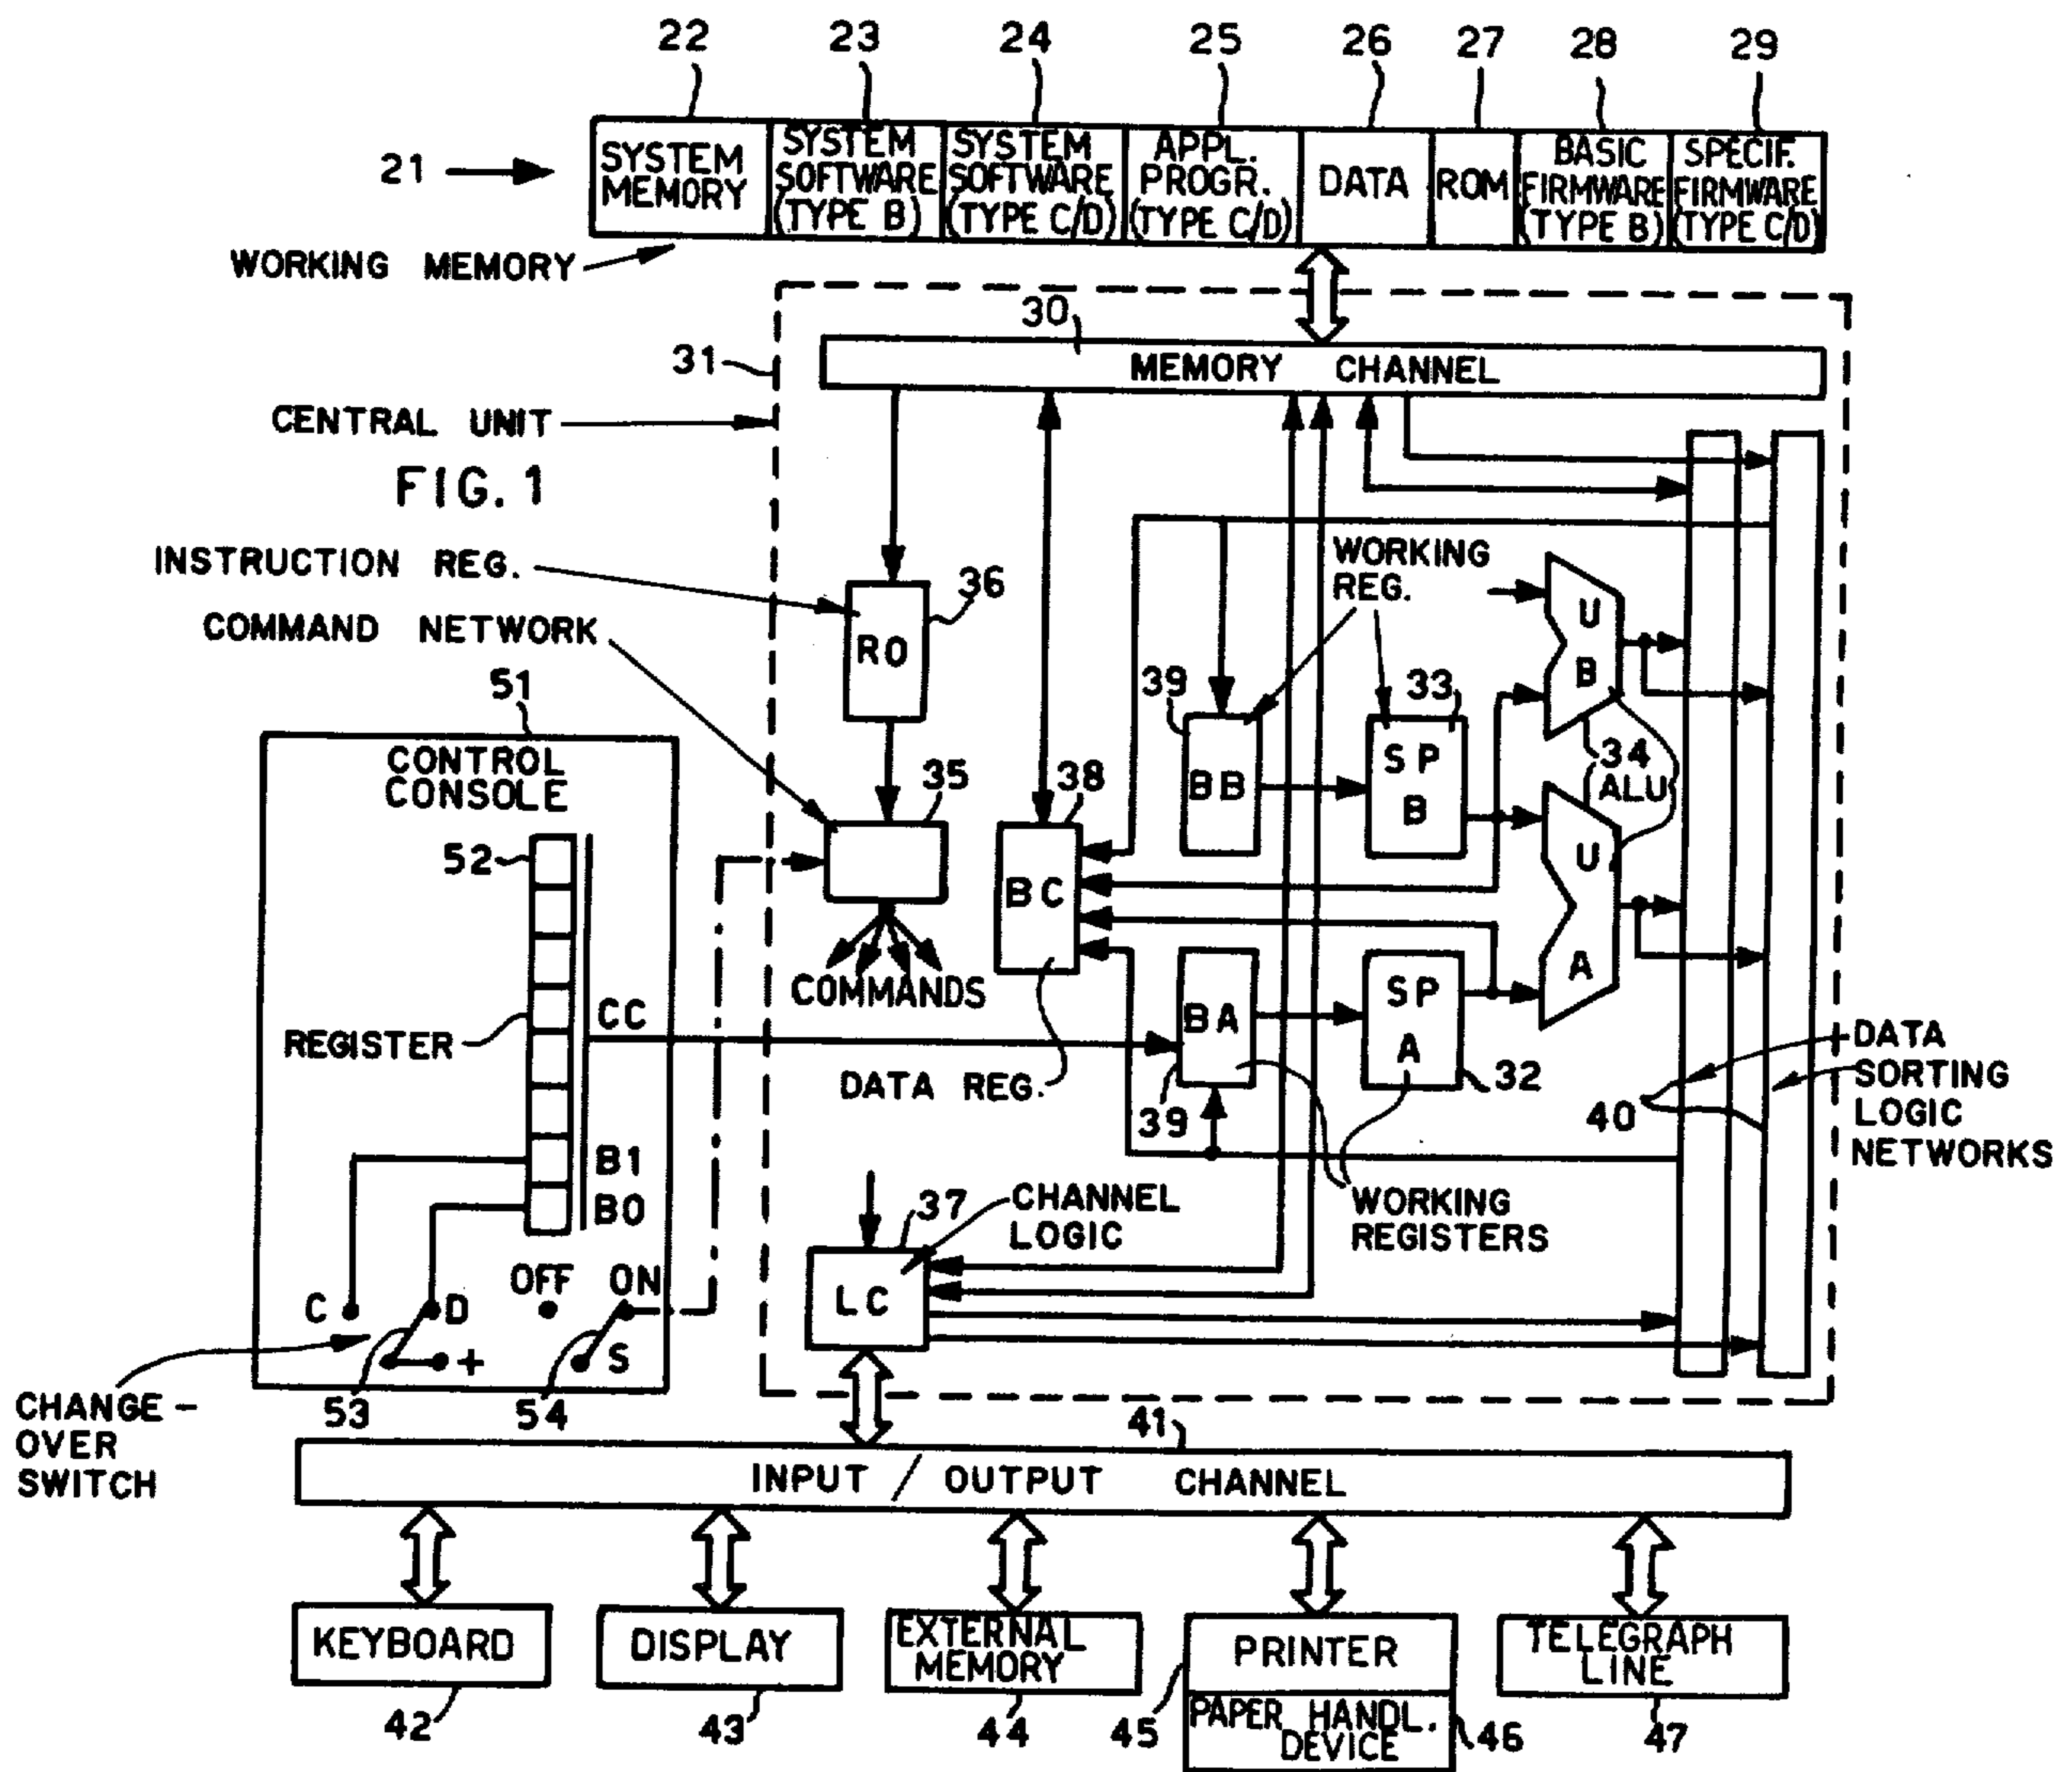 22 23 24 25 26 27 28 29
21
SYSTEM
MEMORY
SYSTEM
SOFTWARE
(TYPE B)
SYSTEM
SOFTWARE
(TYPE C/D)
APPL.
PROGR.
(TYPE C/D)
DATA
ROM
BASIC
FIRMWARE
(TYPE B)
SPECIF.
FIRMWARE
(TYPE C/D)
WORKING MEMORY
30
31
MEMORY CHANNEL
CENTRAL UNIT
FIG. 1
INSTRUCTION REG.
36
RO
COMMAND NETWORK
WORKING
REG.
U
B
39
BB
33
SP
B
34
ALU
51
CONTROL
CONSOLE
35
38
52
BC
U
A
COMMANDS
CC
REGISTER
BA
SP
A
DATA REG.
39
32
DATA
SORTING
LOGIC
NETWORKS
40
B1
B0
37
CHANNEL
LOGIC
WORKING
REGISTERS
OFF ON
C D
LC
+ S
CHANGE-
OVER
SWITCH
53 54
41
INPUT / OUTPUT CHANNEL
KEYBOARD
DISPLAY
EXTERNAL
MEMORY
PRINTER
TELEGRAPH
LINE
PAPER HANDL.
DEVICE
42 43 44 45 46 47